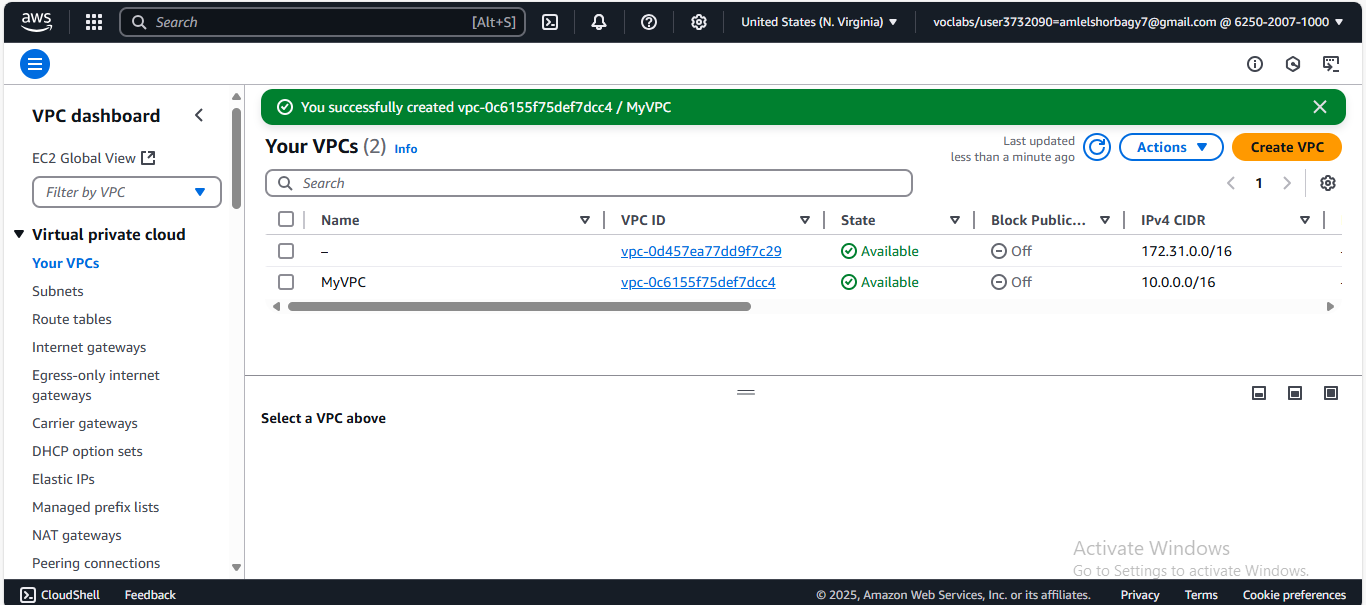 aws
Search [Alt+S]
United States (N. Virginia)
voclabs/user3732090=amlelshorbagy7@gmail.com @ 6250-2007-1000
VPC dashboard
EC2 Global View
Filter by VPC
Virtual private cloud
Your VPCs
Subnets
Route tables
Internet gateways
Egress-only internet
gateways
Carrier gateways
DHCP option sets
Elastic IPs
Managed prefix lists
NAT gateways
Peering connections
You successfully created vpc-0c6155f75def7dcc4 / MyVPC
Your VPCs (2) Info
Last updated
less than a minute ago
Actions
Create VPC
Search
1
Name VPC ID State Block Public... IPv4 CIDR
– vpc-0d457ea77dd9f7c29 Available Off 172.31.0.0/16
MyVPC vpc-0c6155f75def7dcc4 Available Off 10.0.0.0/16
Select a VPC above
Activate Windows
Go to Settings to activate Windows.
CloudShell Feedback © 2025, Amazon Web Services, Inc. or its affiliates. Privacy Terms Cookie preferences